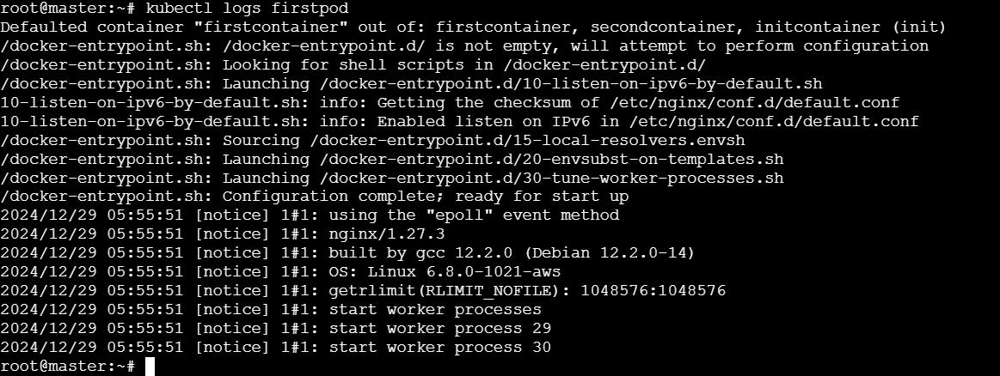 root@master:~# kubectl logs firstpod
Defaulted container "firstcontainer" out of: firstcontainer, secondcontainer, initcontainer (init)
/docker-entrypoint.sh: /docker-entrypoint.d/ is not empty, will attempt to perform configuration
/docker-entrypoint.sh: Looking for shell scripts in /docker-entrypoint.d/
/docker-entrypoint.sh: Launching /docker-entrypoint.d/10-listen-on-ipv6-by-default.sh
10-listen-on-ipv6-by-default.sh: info: Getting the checksum of /etc/nginx/conf.d/default.conf
10-listen-on-ipv6-by-default.sh: info: Enabled listen on IPv6 in /etc/nginx/conf.d/default.conf
/docker-entrypoint.sh: Sourcing /docker-entrypoint.d/15-local-resolvers.envsh
/docker-entrypoint.sh: Launching /docker-entrypoint.d/20-envsubst-on-templates.sh
/docker-entrypoint.sh: Launching /docker-entrypoint.d/30-tune-worker-processes.sh
/docker-entrypoint.sh: Configuration complete; ready for start up
2024/12/29 05:55:51 [notice] 1#1: using the "epoll" event method
2024/12/29 05:55:51 [notice] 1#1: nginx/1.27.3
2024/12/29 05:55:51 [notice] 1#1: built by gcc 12.2.0 (Debian 12.2.0-14)
2024/12/29 05:55:51 [notice] 1#1: OS: Linux 6.8.0-1021-aws
2024/12/29 05:55:51 [notice] 1#1: getrlimit(RLIMIT_NOFILE): 1048576:1048576
2024/12/29 05:55:51 [notice] 1#1: start worker processes
2024/12/29 05:55:51 [notice] 1#1: start worker process 29
2024/12/29 05:55:51 [notice] 1#1: start worker process 30
root@master:~#